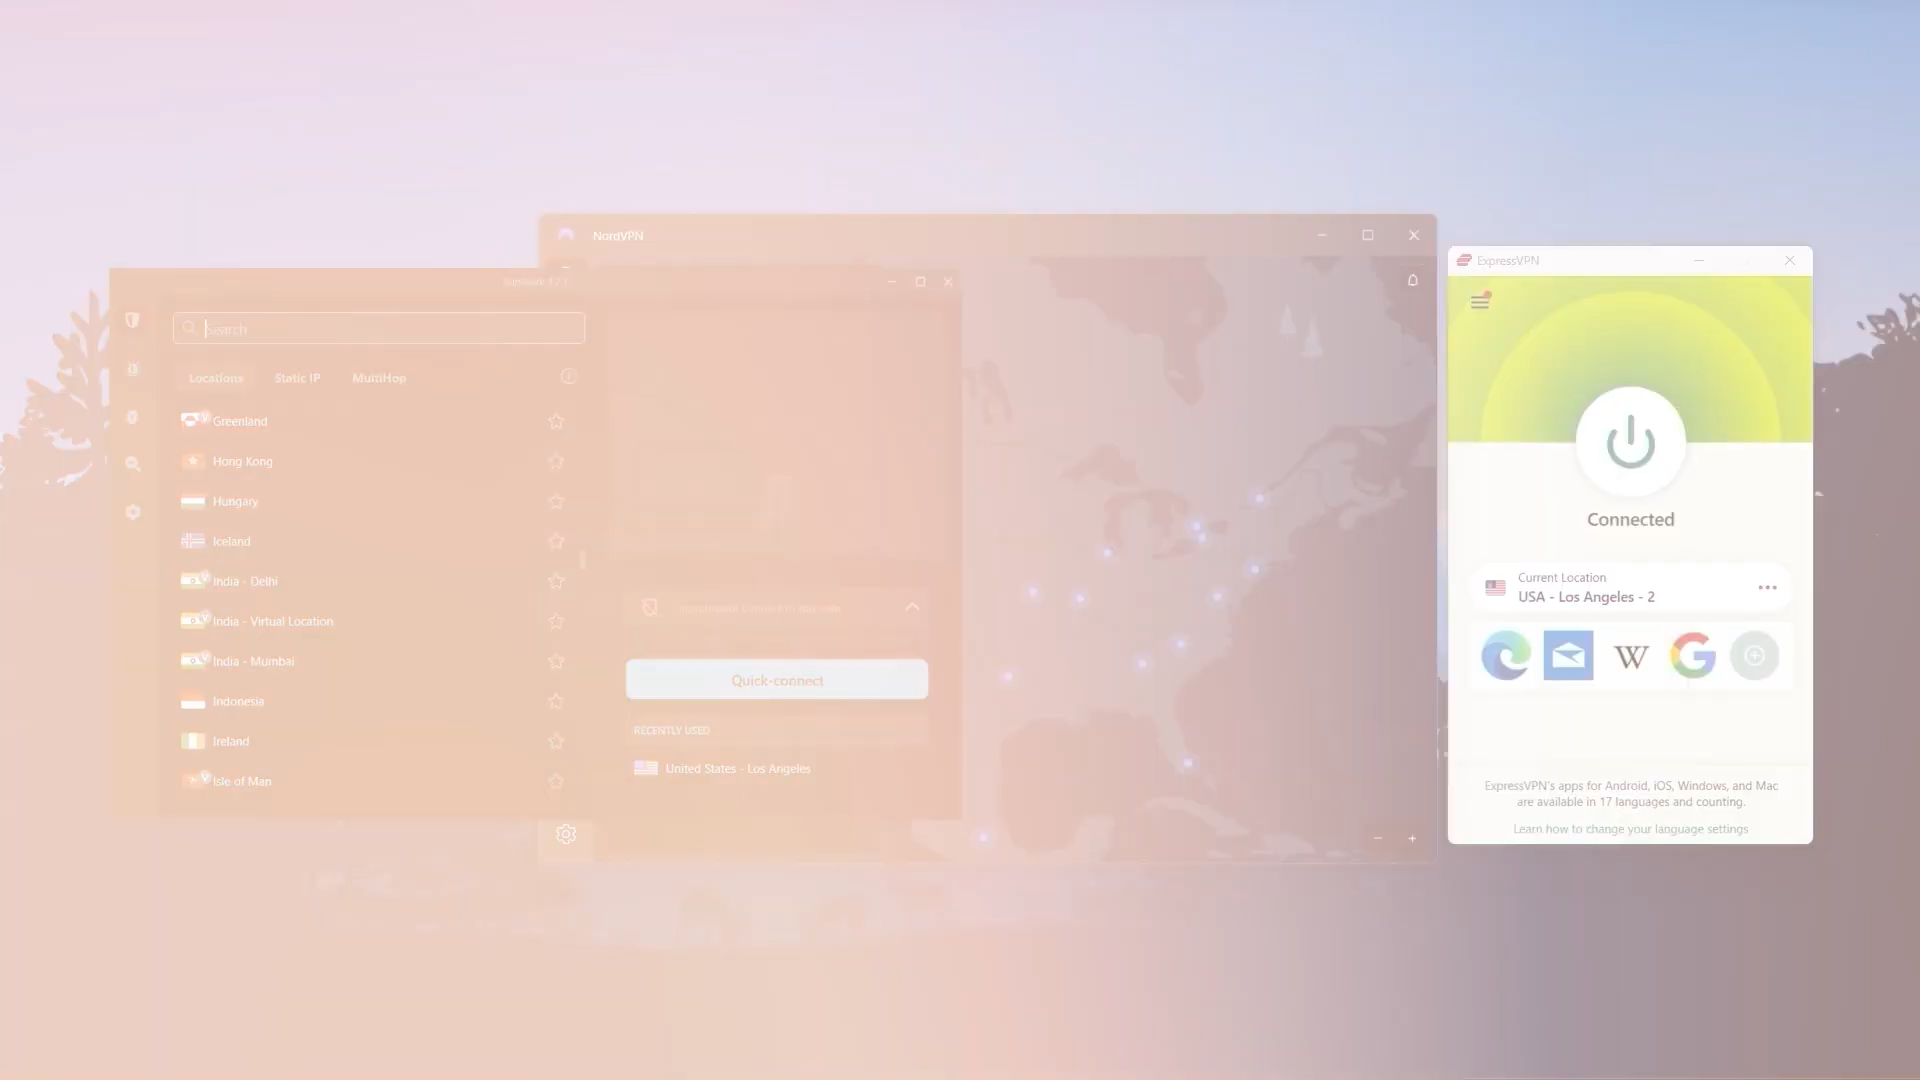 NordVPN
Search
Locations
Static IP
MultiHop
Greenland
Hong Kong
Hungary
Iceland
India - Delhi
India - Virtual Location
India - Mumbai
Indonesia
Ireland
Isle of Man
Quick-connect
RECENTLY USED
United States - Los Angeles
ExpressVPN
Connected
Current Location
USA - Los Angeles - 2
W
ExpressVPN's apps for Android, iOS, Windows, and Mac
are available in 17 languages and counting.
Learn how to change your language settings